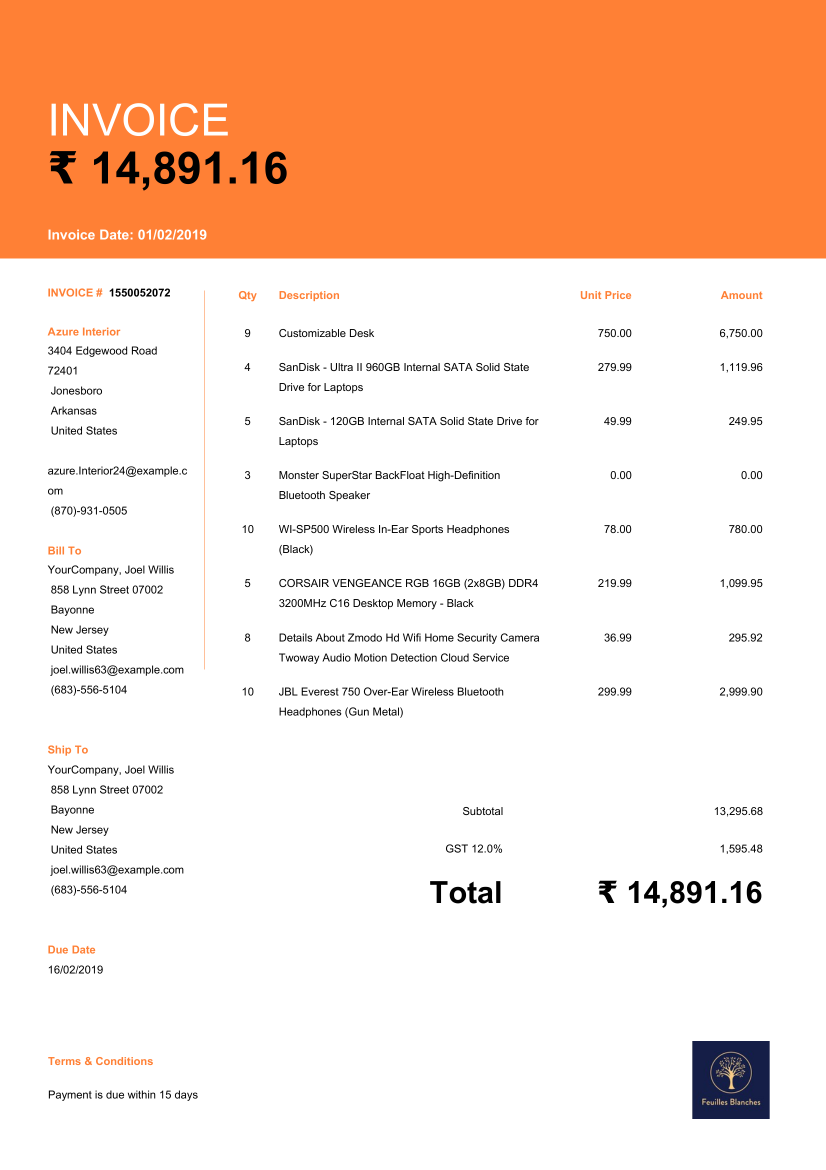 INVOICE
₹ 14,891.16
Invoice Date: 01/02/2019
INVOICE # 1550052072
Azure Interior
3404 Edgewood Road
72401
Jonesboro
Arkansas
United States
azure.Interior24@example.c
om
(870)-931-0505
Bill To
YourCompany, Joel Willis
858 Lynn Street 07002
Bayonne
New Jersey
United States
joel.willis63@example.com
(683)-556-5104
Ship To
YourCompany, Joel Willis
858 Lynn Street 07002
Bayonne
New Jersey
United States
joel.willis63@example.com
(683)-556-5104
Due Date
16/02/2019
Qty Description Unit Price Amount
9 Customizable Desk 750.00 6,750.00
4 SanDisk - Ultra II 960GB Internal SATA Solid State 279.99 1,119.96
Drive for Laptops
5 SanDisk - 120GB Internal SATA Solid State Drive for 49.99 249.95
Laptops
3 Monster SuperStar BackFloat High-Definition 0.00 0.00
Bluetooth Speaker
10 WI-SP500 Wireless In-Ear Sports Headphones 78.00 780.00
(Black)
5 CORSAIR VENGEANCE RGB 16GB (2x8GB) DDR4 219.99 1,099.95
3200MHz C16 Desktop Memory - Black
8 Details About Zmodo Hd Wifi Home Security Camera 36.99 295.92
Twoway Audio Motion Detection Cloud Service
10 JBL Everest 750 Over-Ear Wireless Bluetooth 299.99 2,999.90
Headphones (Gun Metal)
Subtotal 13,295.68
GST 12.0% 1,595.48
Total ₹ 14,891.16
Terms & Conditions
Payment is due within 15 days
Feuilles Blanches